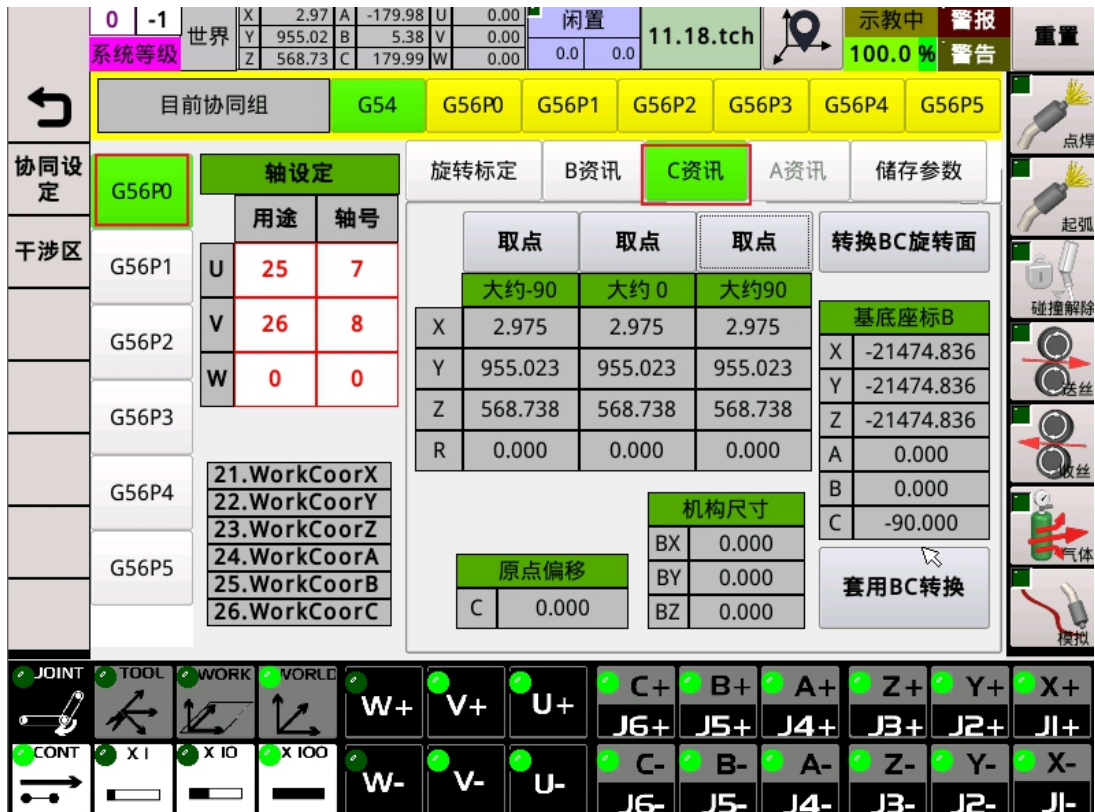 0 -1 世界 X 2.97 A -179.98 U 0.00 闲置 11.18.tch 示教中 警报 重置
系统等级 Y 955.02 B 5.38 V 0.00 0.0 0.0 100.0 % 警告
Z 568.73 C 179.99 W 0.00
目前协同组 G54 G56P0 G56P1 G56P2 G56P3 G56P4 G56P5
点焊
协同设定
干涉区
G56P0
G56P1
G56P2
G56P3
G56P4
G56P5
轴设定
用途 轴号
U 25 7
V 26 8
W 0 0
21.WorkCoorX
22.WorkCoorY
23.WorkCoorZ
24.WorkCoorA
25.WorkCoorB
26.WorkCoorC
旋转标定 B资讯 C资讯 A资讯 储存参数
取点 取点 取点 转换BC旋转面
大约-90 大约 0 大约90
X 2.975 2.975 2.975
Y 955.023 955.023 955.023
Z 568.738 568.738 568.738
R 0.000 0.000 0.000
基底座标B
X -21474.836
Y -21474.836
Z -21474.836
A 0.000
B 0.000
C -90.000
原点偏移
C 0.000
机构尺寸
BX 0.000
BY 0.000
BZ 0.000
套用BC转换
起弧
碰撞解除
送丝
收丝
气体
模拟
JOINT TOOL WORK WORLD W+ V+ U+ C+ B+ A+ Z+ Y+ X+
J6+ J5+ J4+ J3+ J2+ J1+
CONT X 1 X 10 X 100 W- V- U- C- B- A- Z- Y- X-
J6- J5- J4- J3- J2- J1-